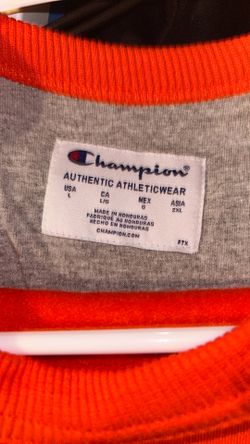 Champion
AUTHENTIC ATHLETICWEAR
USA CA MEX ASIA
L L/G G 2XL
MADE IN HONDURAS
FABRIQUÉ AU HONDURAS
HECHO EN HONDURAS
CHAMPION.COM